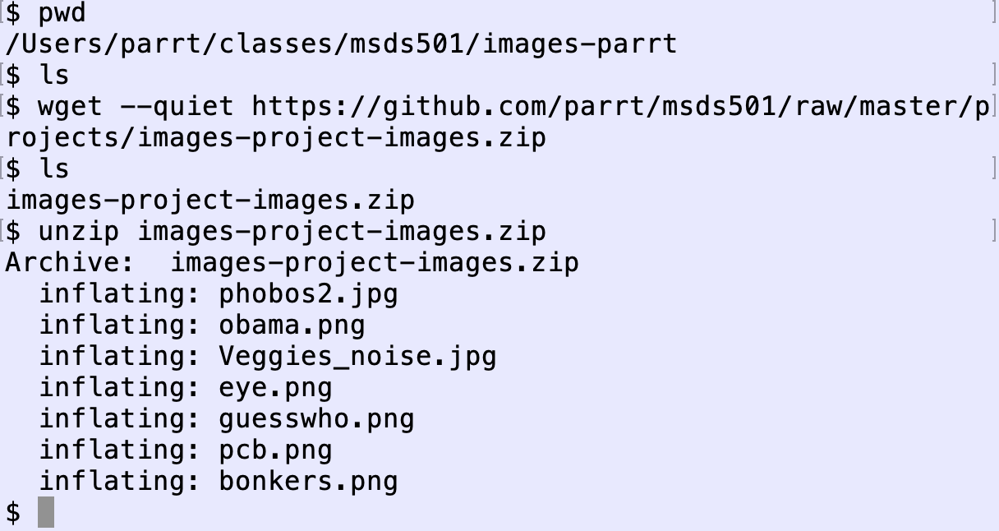 $ pwd
/Users/parrt/classes/msds501/images-parrt
$ ls
$ wget --quiet https://github.com/parrt/msds501/raw/master/p
rojects/images-project-images.zip
$ ls
images-project-images.zip
$ unzip images-project-images.zip
Archive:  images-project-images.zip
  inflating: phobos2.jpg
  inflating: obama.png
  inflating: Veggies_noise.jpg
  inflating: eye.png
  inflating: guesswho.png
  inflating: pcb.png
  inflating: bonkers.png
$